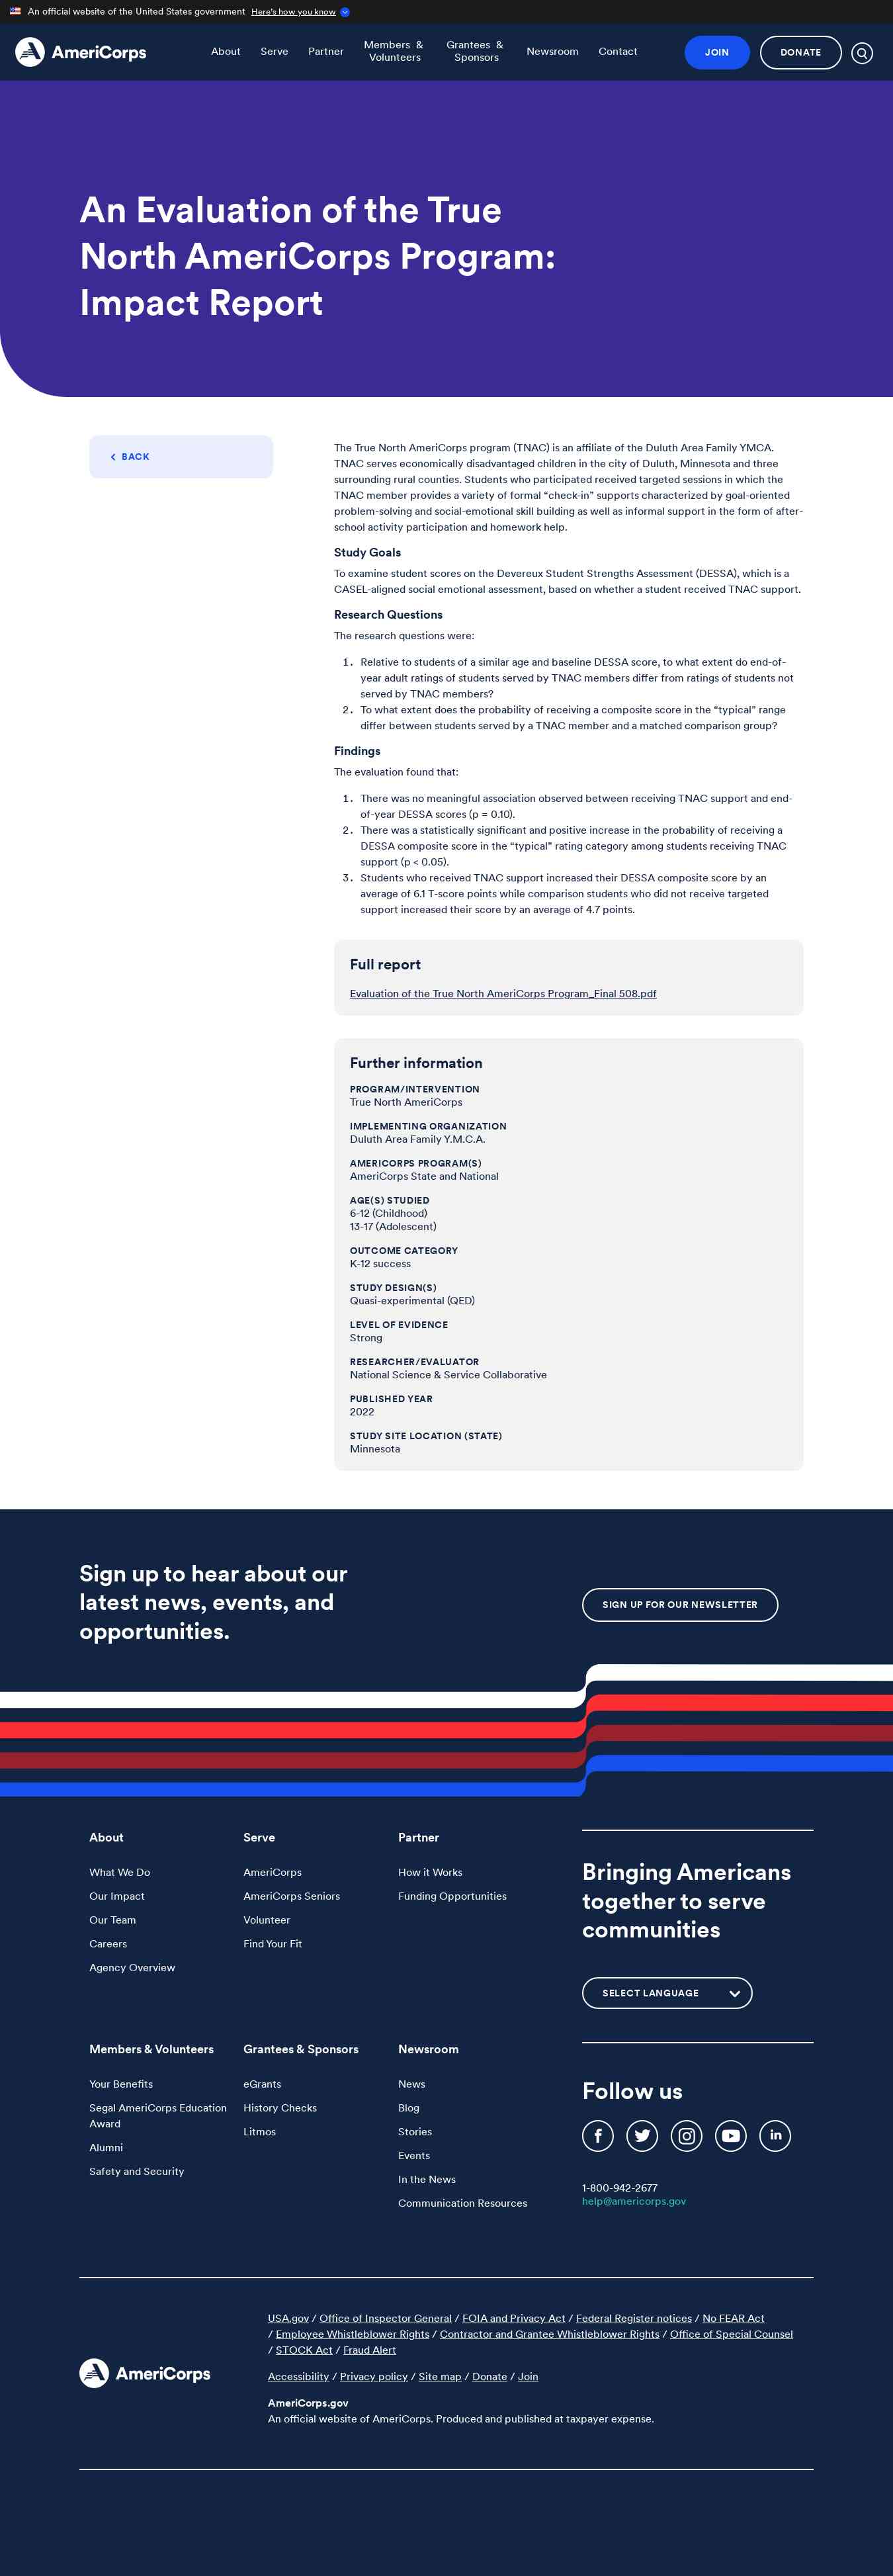 An official website of the United States government Here's how you know
AmeriCorps
About
Serve
Partner
Members &
Volunteers
Grantees &
Sponsors
Newsroom
Contact
JOIN
DONATE
An Evaluation of the True
North AmeriCorps Program:
Impact Report
BACK
The True North AmeriCorps program (TNAC) is an affiliate of the Duluth Area Family YMCA.
TNAC serves economically disadvantaged children in the city of Duluth, Minnesota and three
surrounding rural counties. Students who participated received targeted sessions in which the
TNAC member provides a variety of formal “check-in” supports characterized by goal-oriented
problem-solving and social-emotional skill building as well as informal support in the form of after-
school activity participation and homework help.
Study Goals
To examine student scores on the Devereux Student Strengths Assessment (DESSA), which is a
CASEL-aligned social emotional assessment, based on whether a student received TNAC support.
Research Questions
The research questions were:
1. Relative to students of a similar age and baseline DESSA score, to what extent do end-of-
year adult ratings of students served by TNAC members differ from ratings of students not
served by TNAC members?
2. To what extent does the probability of receiving a composite score in the “typical” range
differ between students served by a TNAC member and a matched comparison group?
Findings
The evaluation found that:
1. There was no meaningful association observed between receiving TNAC support and end-
of-year DESSA scores (p = 0.10).
2. There was a statistically significant and positive increase in the probability of receiving a
DESSA composite score in the “typical” rating category among students receiving TNAC
support (p < 0.05).
3. Students who received TNAC support increased their DESSA composite score by an
average of 6.1 T-score points while comparison students who did not receive targeted
support increased their score by an average of 4.7 points.
Full report
Evaluation of the True North AmeriCorps Program_Final 508.pdf
Further information
PROGRAM/INTERVENTION
True North AmeriCorps
IMPLEMENTING ORGANIZATION
Duluth Area Family Y.M.C.A.
AMERICORPS PROGRAM(S)
AmeriCorps State and National
AGE(S) STUDIED
6-12 (Childhood)
13-17 (Adolescent)
OUTCOME CATEGORY
K-12 success
STUDY DESIGN(S)
Quasi-experimental (QED)
LEVEL OF EVIDENCE
Strong
RESEARCHER/EVALUATOR
National Science & Service Collaborative
PUBLISHED YEAR
2022
STUDY SITE LOCATION (STATE)
Minnesota
Sign up to hear about our
latest news, events, and
opportunities.
SIGN UP FOR OUR NEWSLETTER
About
What We Do
Our Impact
Our Team
Careers
Agency Overview
Serve
AmeriCorps
AmeriCorps Seniors
Volunteer
Find Your Fit
Partner
How it Works
Funding Opportunities
Bringing Americans
together to serve
communities
SELECT LANGUAGE
Members & Volunteers
Your Benefits
Segal AmeriCorps Education
Award
Alumni
Safety and Security
Grantees & Sponsors
eGrants
History Checks
Litmos
Newsroom
News
Blog
Stories
Events
In the News
Communication Resources
Follow us
1-800-942-2677
help@americorps.gov
AmeriCorps
USA.gov / Office of Inspector General / FOIA and Privacy Act / Federal Register notices / No FEAR Act
/ Employee Whistleblower Rights / Contractor and Grantee Whistleblower Rights / Office of Special Counsel
/ STOCK Act / Fraud Alert
Accessibility / Privacy policy / Site map / Donate / Join
AmeriCorps.gov
An official website of AmeriCorps. Produced and published at taxpayer expense.